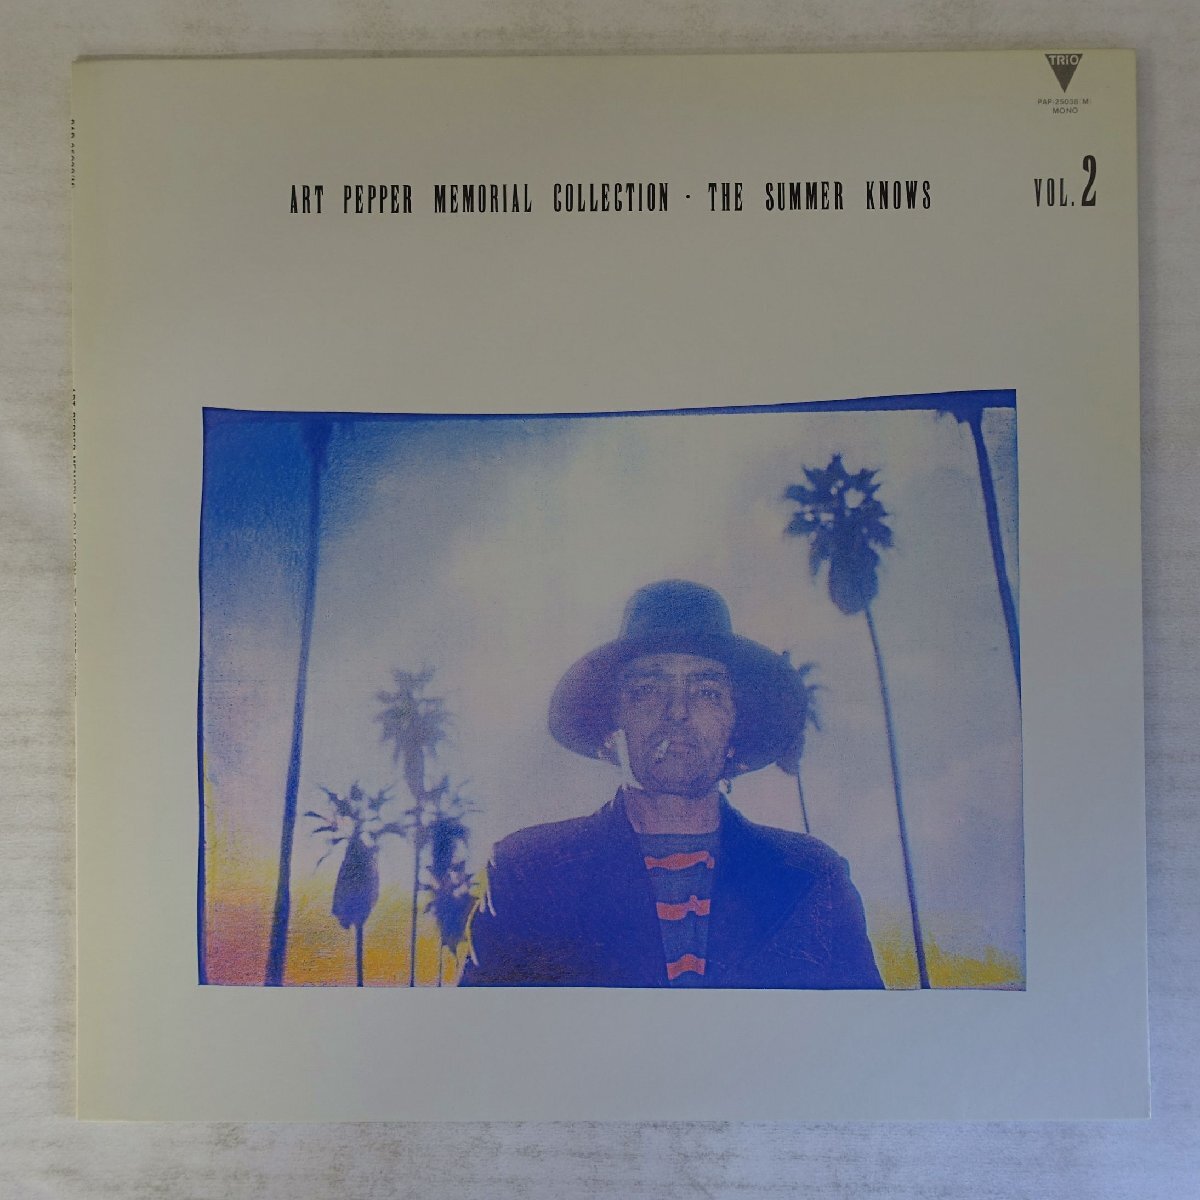 TRIO
PAP-25038(M)
MONO
ART PEPPER MEMORIAL COLLECTION · THE SUMMER KNOWS VOL.2